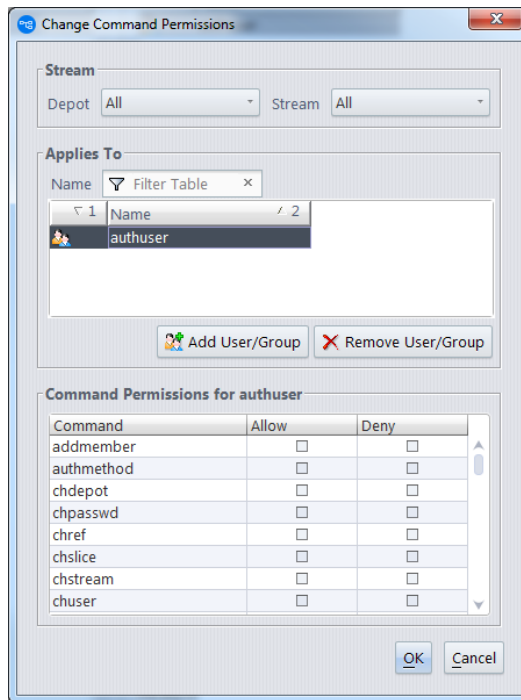 Change Command Permissions
Stream
Depot All Stream All
Applies To
Name Filter Table ×
1 Name 2
authuser
Add User/Group Remove User/Group
Command Permissions for authuser
Command Allow Deny
addmember
authmethod
chdepot
chpasswd
chref
chslice
chstream
chuser
OK Cancel